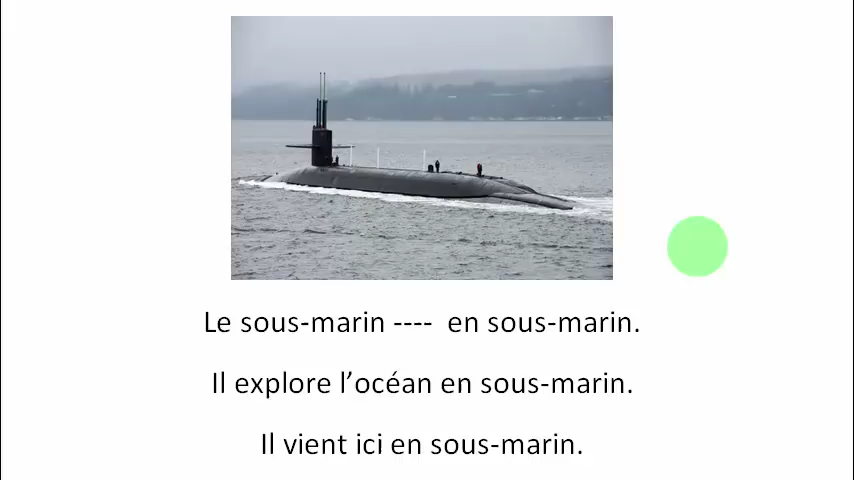 Le sous-marin ----  en sous-marin.
Il explore l’océan en sous-marin.
Il vient ici en sous-marin.